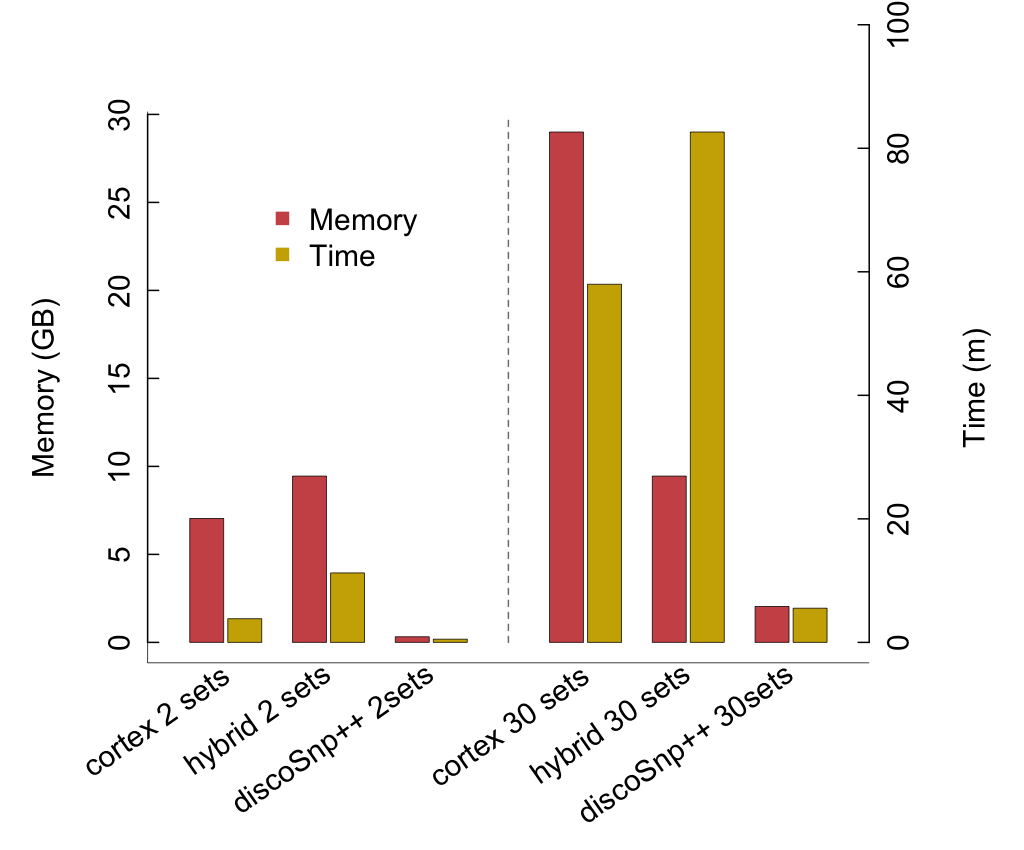 Memory (GB)
30
25
20
15
10
5
0
Memory
Time
100
80
60
40
20
0
Time (m)
cortex 2 sets
hybrid 2 sets
discoSnp++ 2sets
cortex 30 sets
hybrid 30 sets
discoSnp++ 30sets